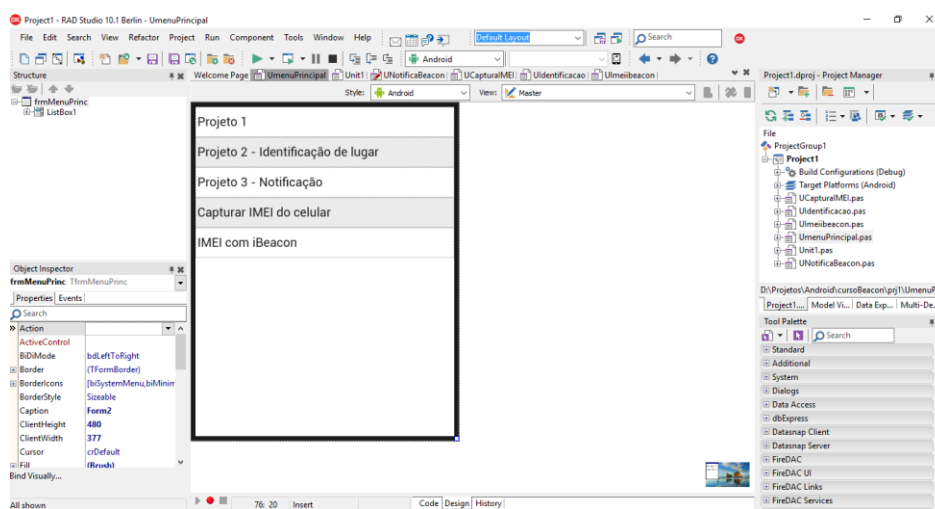 Project1 - RAD Studio 10.1 Berlin - UmenuPrincipal
File Edit Search View Refactor Project Run Component Tools Window Help
Default Layout
Search
Android
Structure
Welcome Page UmenuPrincipal Unit1 UNotificaBeacon UCapturaIMEI UIdentificacao UImeiibeacon
Style: Android View: Master
frmMenuPrinc
ListBox1
Projeto 1
Projeto 2 - Identificação de lugar
Projeto 3 - Notificação
Capturar IMEI do celular
IMEI com iBeacon
Object Inspector
frmMenuPrinc TfrmMenuPrinc
Properties Events
Search
Action
ActiveControl
BiDiMode bdLeftToRight
Border (TFormBorder)
BorderIcons [biSystemMenu,biMinim
BorderStyle Sizeable
Caption Form2
ClientHeight 480
ClientWidth 377
Cursor crDefault
Fill (Brush)
Bind Visually...
All shown
76: 20 Insert
Code Design History
Project1.dproj - Project Manager
File
ProjectGroup1
Project1
Build Configurations (Debug)
Target Platforms (Android)
UCapturaIMEI.pas
UIdentificacao.pas
UImeiibeacon.pas
UmenuPrincipal.pas
Unit1.pas
UNotificaBeacon.pas
D:\Projetos\Android\cursoBeacon\prj1\UmenuP
Project1.... Model Vi... Data Exp... Multi-De.
Tool Palette
Search
Standard
Additional
System
Dialogs
Data Access
dbExpress
Datasnap Client
Datasnap Server
FireDAC
FireDAC UI
FireDAC Links
FireDAC Services